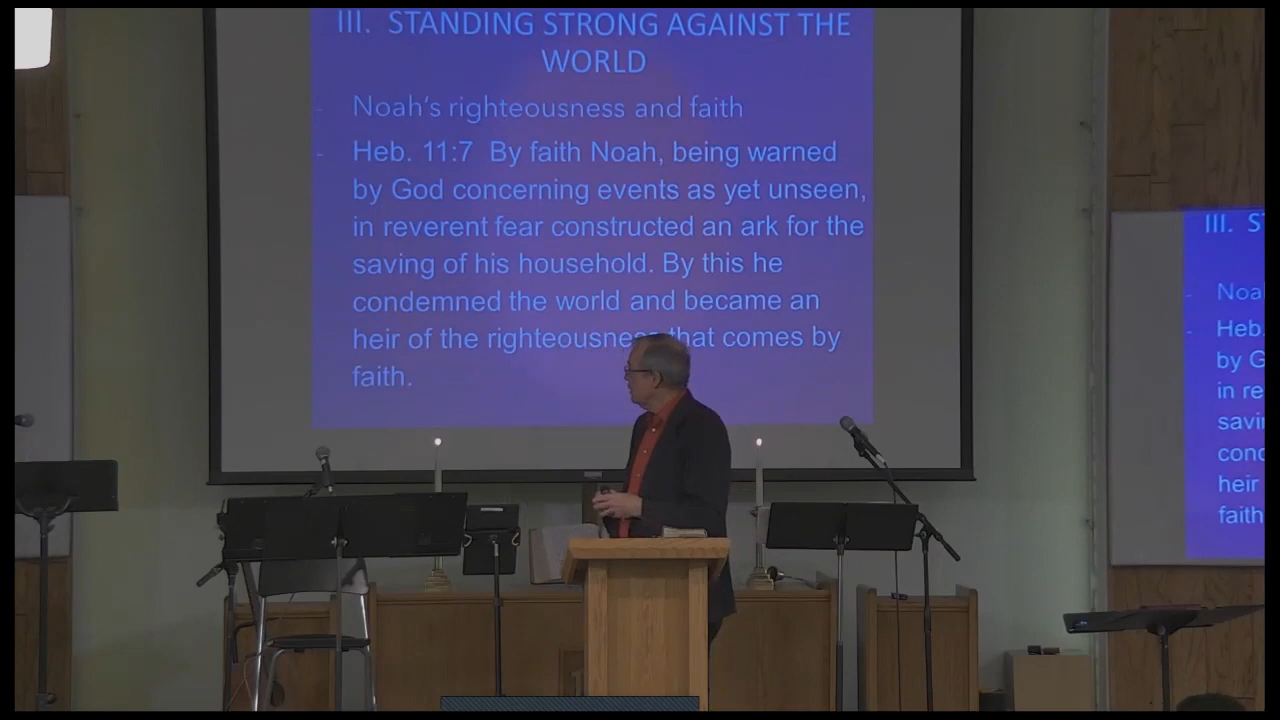 III. STANDING STRONG AGAINST THE
WORLD
- Noah's righteousness and faith
- Heb. 11:7 By faith Noah, being warned
by God concerning events as yet unseen,
in reverent fear constructed an ark for the
saving of his household. By this he
condemned the world and became an
heir of the righteousness that comes by
faith.
III. S
- Noa
- Heb.
by G
in re
savi
cond
heir
faith